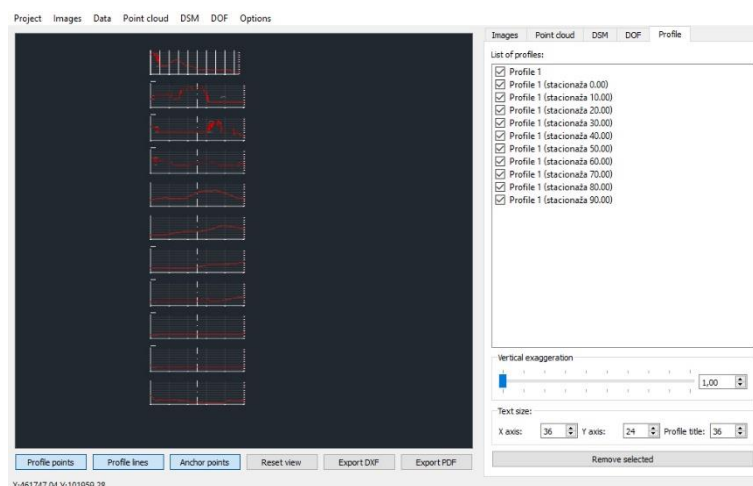 Project Images Data Point cloud DSM DOF Options
Images Point cloud DSM DOF Profile
List of profiles:
Profile 1
Profile 1 (stacionaža 0.00)
Profile 1 (stacionaža 10.00)
Profile 1 (stacionaža 20.00)
Profile 1 (stacionaža 30.00)
Profile 1 (stacionaža 40.00)
Profile 1 (stacionaža 50.00)
Profile 1 (stacionaža 60.00)
Profile 1 (stacionaža 70.00)
Profile 1 (stacionaža 80.00)
Profile 1 (stacionaža 90.00)
Vertical exaggeration
1,00
Text size:
X axis: 36 Y axis: 24 Profile title: 36
Remove selected
Profile points Profile lines Anchor points Reset view Export DXF Export PDF
X:461747.04 Y:101959.28